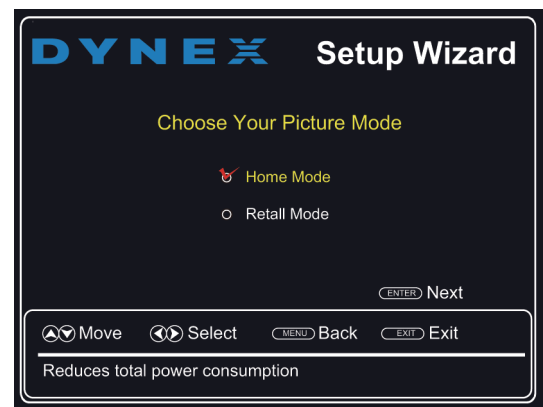 DYNEX Setup Wizard
Choose Your Picture Mode
Home Mode
Retall Mode
ENTER Next
Move Select MENU Back EXIT Exit
Reduces total power consumption